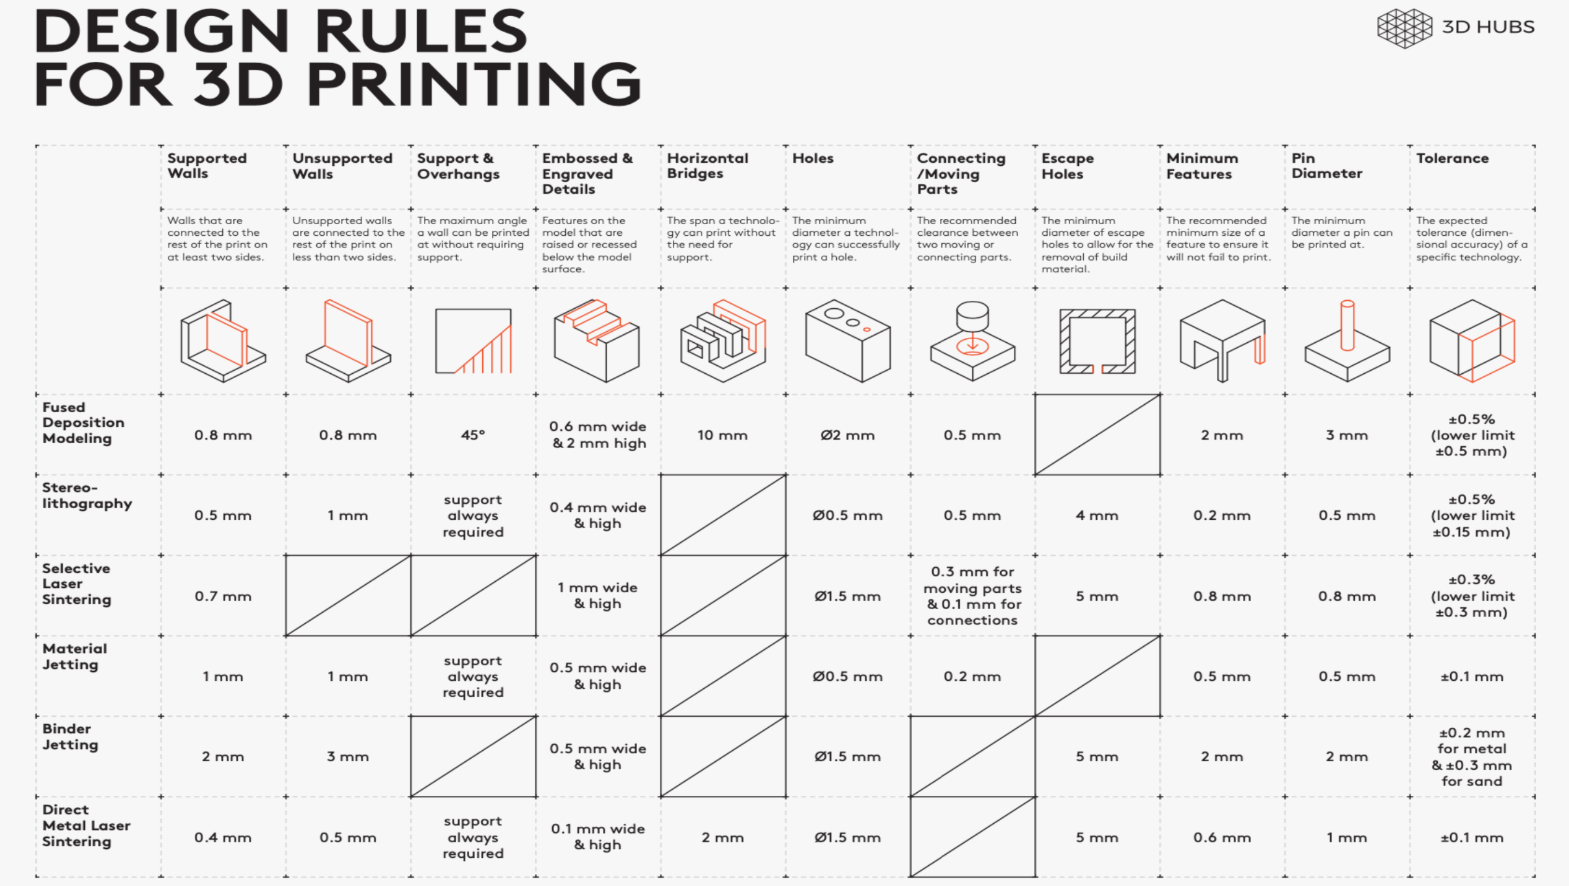 DESIGN RULES
FOR 3D PRINTING
3D HUBS
Supported
Walls
Unsupported
Walls
Support &
Overhangs
Embossed &
Engraved
Details
Horizontal
Bridges
Holes
Connecting
/Moving
Parts
Escape
Holes
Minimum
Features
Pin
Diameter
Tolerance
Walls that are
connected to the
rest of the print on
at least two sides.
Unsupported walls
are connected to the
rest of the print on
less than two sides.
The maximum angle
a wall can be printed
at without requiring
support.
Features on the
model that are
raised or recessed
below the model
surface.
The span a technolo-
gy can print without
the need for
support.
The minimum
diameter a technol-
ogy can successfully
print a hole.
The recommended
clearance between
two moving or
connecting parts.
The minimum
diameter of escape
holes to allow for the
removal of build
material.
The recommended
minimum size of a
feature to ensure it
will not fail to print.
The minimum
diameter a pin can
be printed at.
The expected
tolerance (dimen-
sional accuracy) of a
specific technology.
Fused
Deposition
Modeling
0.8 mm
0.8 mm
45°
0.6 mm wide
& 2 mm high
10 mm
Ø2 mm
0.5 mm
2 mm
3 mm
±0.5%
(lower limit
±0.5 mm)
Stereo-
lithography
0.5 mm
1 mm
support
always
required
0.4 mm wide
& high
Ø0.5 mm
0.5 mm
4 mm
0.2 mm
0.5 mm
±0.5%
(lower limit
±0.15 mm)
Selective
Laser
Sintering
0.7 mm
1 mm wide
& high
Ø1.5 mm
0.3 mm for
moving parts
& 0.1 mm for
connections
5 mm
0.8 mm
0.8 mm
±0.3%
(lower limit
±0.3 mm)
Material
Jetting
1 mm
1 mm
support
always
required
0.5 mm wide
& high
Ø0.5 mm
0.2 mm
0.5 mm
0.5 mm
±0.1 mm
Binder
Jetting
2 mm
3 mm
0.5 mm wide
& high
Ø1.5 mm
5 mm
2 mm
2 mm
±0.2 mm
for metal
& ±0.3 mm
for sand
Direct
Metal Laser
Sintering
0.4 mm
0.5 mm
support
always
required
0.1 mm wide
& high
2 mm
Ø1.5 mm
5 mm
0.6 mm
1 mm
±0.1 mm